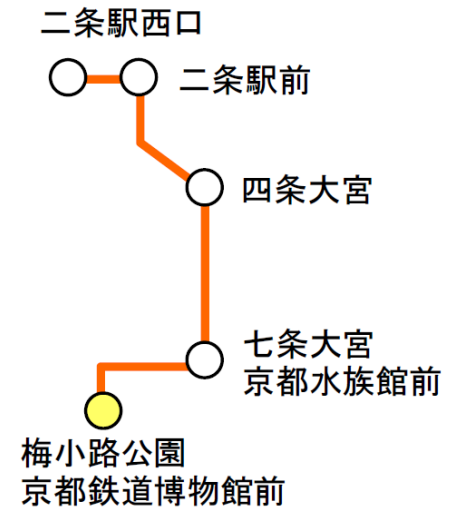 二条駅西口
二条駅前
四条大宮
七条大宮
京都水族館前
梅小路公園
京都鉄道博物館前